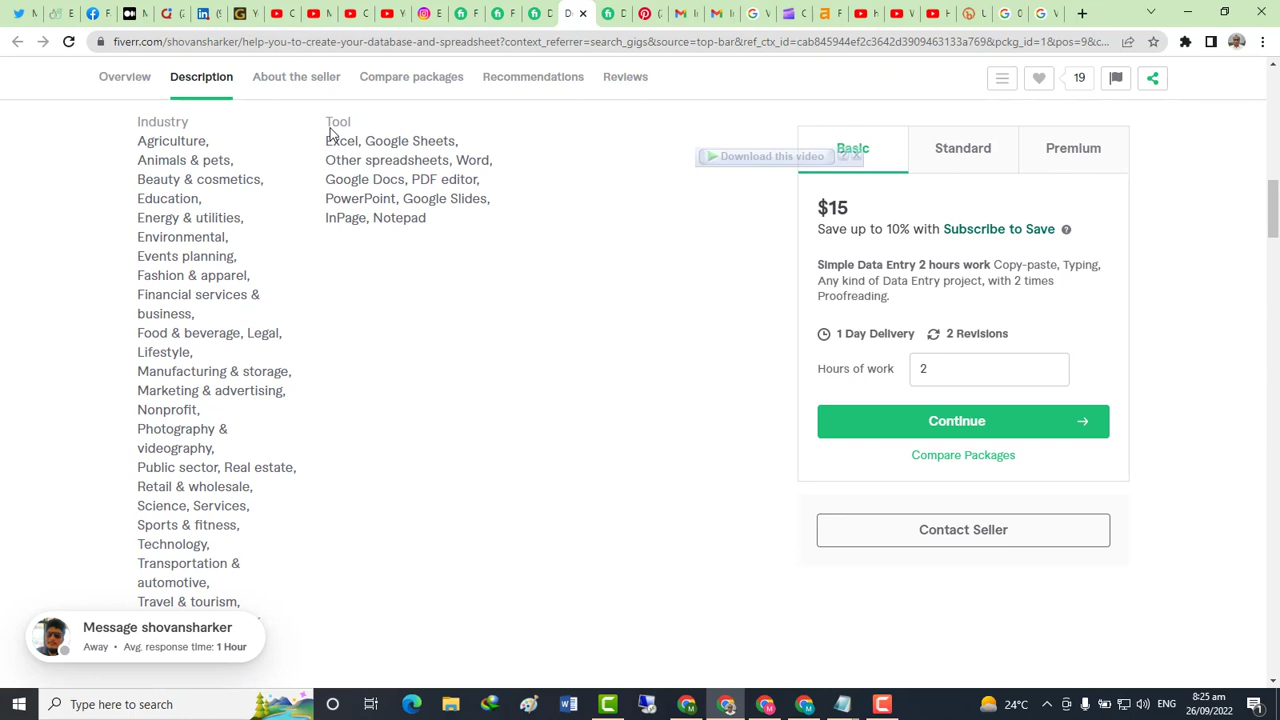 fiverr.com/shovansharker/help-you-to-create-your-database-and-spreadsheet?context_referrer=search_gigs&source=top-bar&ref_ctx_id=cab845944ef2c3642d3909463133a769&pckg_id=1&pos=9&c...
Overview
Description
About the seller
Compare packages
Recommendations
Reviews
19
Industry
Agriculture,
Animals & pets,
Beauty & cosmetics,
Education,
Energy & utilities,
Environmental,
Events planning,
Fashion & apparel,
Financial services &
business,
Food & beverage, Legal,
Lifestyle,
Manufacturing & storage,
Marketing & advertising,
Nonprofit,
Photography &
videography,
Public sector, Real estate,
Retail & wholesale,
Science, Services,
Sports & fitness,
Technology,
Transportation &
automotive,
Travel & tourism,
Tool
Excel, Google Sheets,
Other spreadsheets, Word,
Google Docs, PDF editor,
PowerPoint, Google Slides,
InPage, Notepad
Download this video
Basic
Standard
Premium
$15
Save up to 10% with Subscribe to Save
Simple Data Entry 2 hours work Copy-paste, Typing,
Any kind of Data Entry project, with 2 times
Proofreading.
1 Day Delivery
2 Revisions
Hours of work
2
Continue
Compare Packages
Contact Seller
Message shovansharker
Away • Avg. response time: 1 Hour
Type here to search
24°C
ENG
8:25 am
26/09/2022